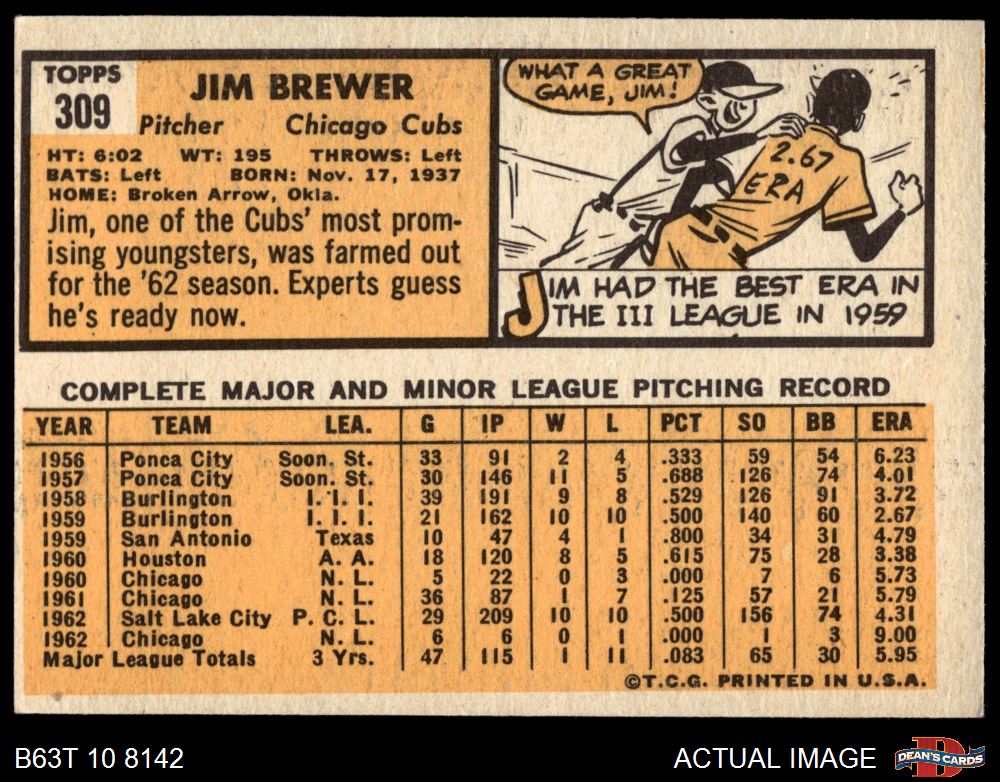 TOPPS
309
JIM BREWER
Pitcher Chicago Cubs
HT: 6:02 WT: 195 THROWS: Left
BATS: Left BORN: Nov. 17, 1937
HOME: Broken Arrow, Okla.
Jim, one of the Cubs' most prom-
ising youngsters, was farmed out
for the '62 season. Experts guess
he's ready now.
WHAT A GREAT
GAME, JIM!
2.67
ERA
JIM HAD THE BEST ERA IN
THE III LEAGUE IN 1959
COMPLETE MAJOR AND MINOR LEAGUE PITCHING RECORD
YEAR TEAM LEA. G IP W L PCT SO BB ERA
1956 Ponca City Soon. St. 33 91 2 4 .333 59 54 6.23
1957 Ponca City Soon. St. 30 146 11 5 .688 126 74 4.01
1958 Burlington I. I. I. 39 191 9 8 .529 126 91 3.72
1959 Burlington I. I. I. 21 162 10 10 .500 140 60 2.67
1959 San Antonio Texas 10 47 4 1 .800 34 31 4.79
1960 Houston A. A. 18 120 8 5 .615 75 28 3.38
1960 Chicago N. L. 5 22 0 3 .000 7 6 5.73
1961 Chicago N. L. 36 87 1 7 .125 57 21 5.79
1962 Salt Lake City P. C. L. 29 209 10 10 .500 156 74 4.31
1962 Chicago N. L. 6 6 0 1 .000 1 3 9.00
Major League Totals 3 Yrs. 47 115 1 11 .083 65 30 5.95
©T.C.G. PRINTED IN U.S.A.
B63T 10 8142
ACTUAL IMAGE
D
DEAN'S CARDS